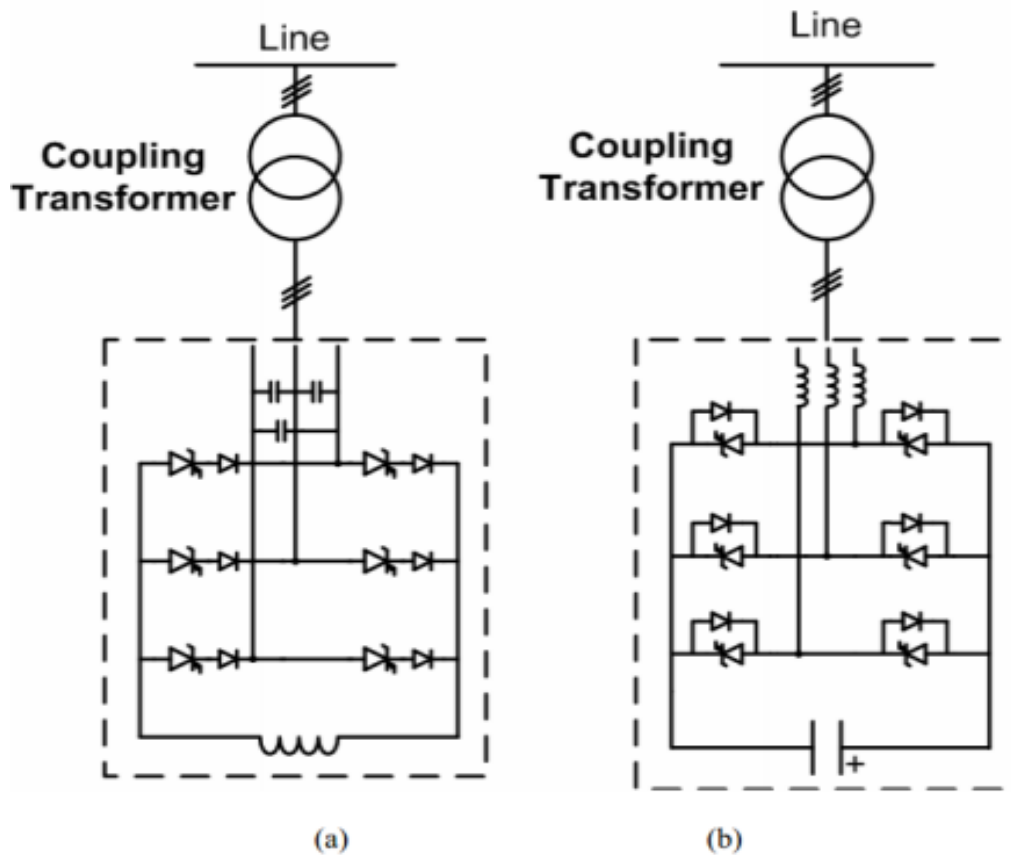 Line
Coupling
Transformer
(a)
Line
Coupling
Transformer
+
(b)